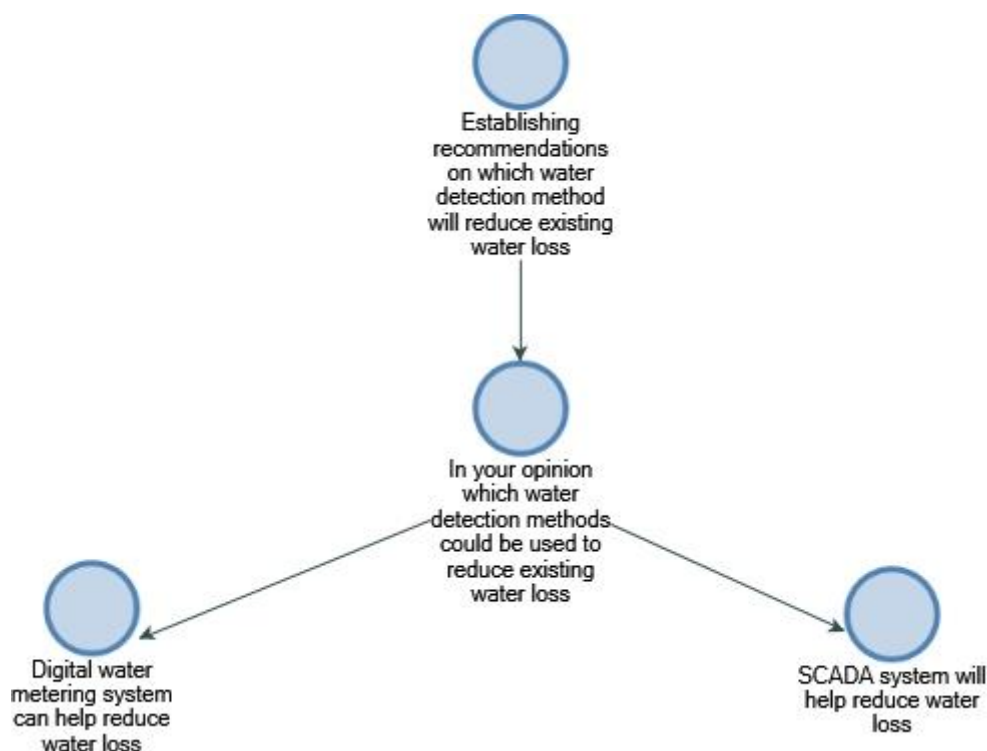 Establishing
recommendations
on which water
detection method
will reduce existing
water loss
In your opinion
which water
detection methods
could be used to
reduce existing
water loss
Digital water
metering system
can help reduce
water loss
SCADA system will
help reduce water
loss